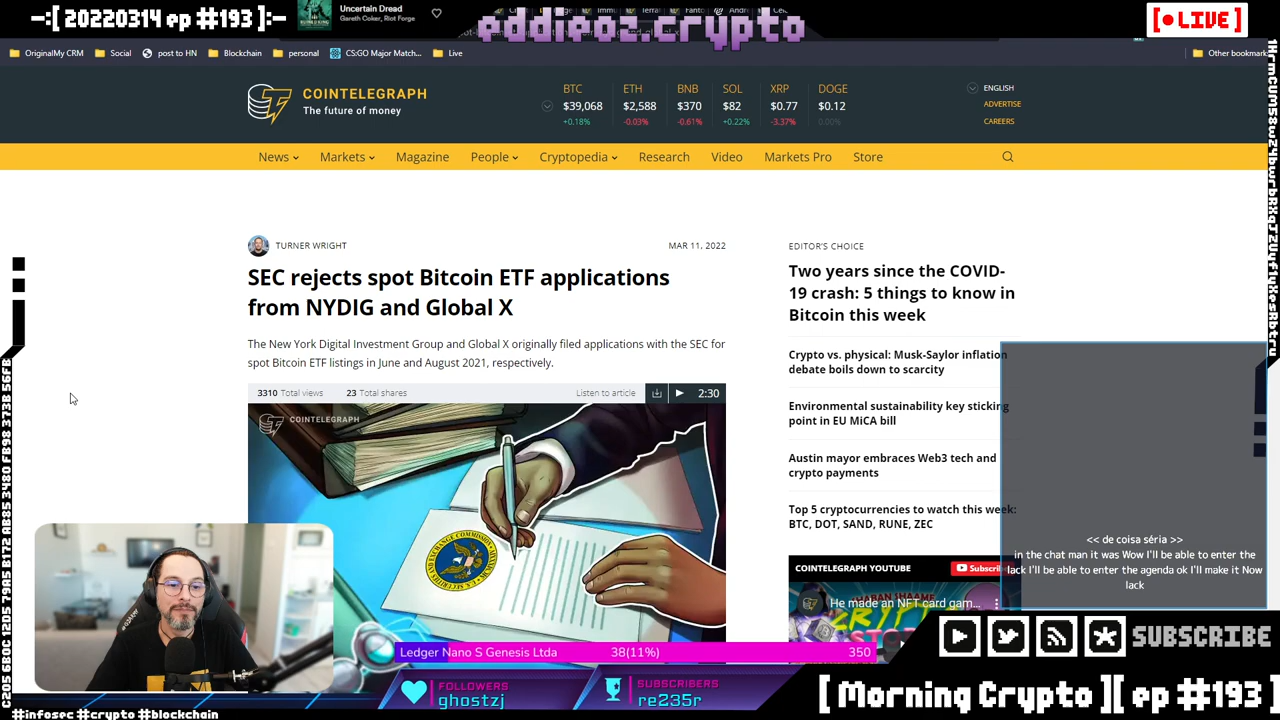 -:[ 20220314 ep #193 ]:-
Uncertain Dread
Gareth Coker, Riot Forge
eddieoz.crypto
[ • LIVE ]
OriginalMy CRM
Social
post to HN
Blockchain
personal
CS:GO Major Match...
Live
Other bookmark
COINTELEGRAPH
The future of money
BTC ETH BNB SOL XRP DOGE
$39,068 $2,588 $370 $82 $0.77 $0.12
+0.18% -0.03% -0.61% +0.22% -3.37% 0.00%
ENGLISH
ADVERTISE
CAREERS
News Markets Magazine People Cryptopedia Research Video Markets Pro Store
TURNER WRIGHT
MAR 11, 2022
SEC rejects spot Bitcoin ETF applications
from NYDIG and Global X
The New York Digital Investment Group and Global X originally filed applications with the SEC for
spot Bitcoin ETF listings in June and August 2021, respectively.
3310 Total views 23 Total shares Listen to article 2:30
COINTELEGRAPH
EDITOR'S CHOICE
Two years since the COVID-
19 crash: 5 things to know in
Bitcoin this week
Crypto vs. physical: Musk-Saylor inflation
debate boils down to scarcity
Environmental sustainability key sticking
point in EU MiCA bill
Austin mayor embraces Web3 tech and
crypto payments
Top 5 cryptocurrencies to watch this week:
BTC, DOT, SAND, RUNE, ZEC
COINTELEGRAPH YOUTUBE
Subscri
He made an NFT card gam...
<< de coisa séria >>
in the chat man it was Wow I'll be able to enter the
lack I'll be able to enter the agenda ok I'll make it Now
lack
Ledger Nano S Genesis Ltda 38(11%) 350
FOLLOWERS
ghostzj
SUBSCRIBERS
re235r
SUBSCRIBE
[ Morning Crypto ][ ep #193 ]
#infosec #crypto #blockchain